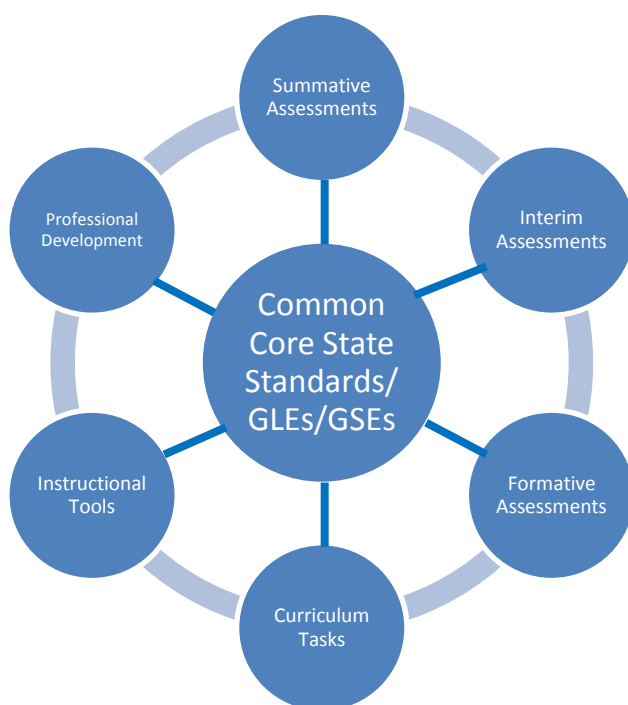 Summative
Assessments
Professional
Development
Interim
Assessments
Common
Core State
Standards/
GLEs/GSEs
Instructional
Tools
Formative
Assessments
Curriculum
Tasks